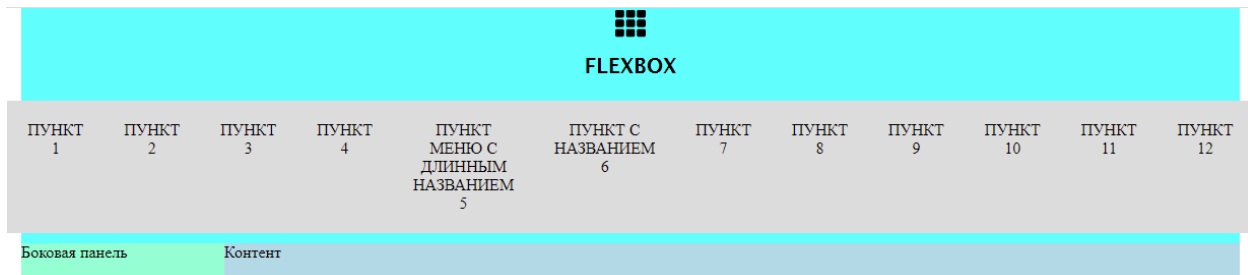 FLEXBOX
ПУНКТ 1
ПУНКТ 2
ПУНКТ 3
ПУНКТ 4
ПУНКТ
МЕНЮ С
ДЛИННЫМ
НАЗВАНИЕМ
5
ПУНКТ С
НАЗВАНИЕМ
6
ПУНКТ 7
ПУНКТ 8
ПУНКТ 9
ПУНКТ 10
ПУНКТ 11
ПУНКТ 12
Боковая панель
Контент